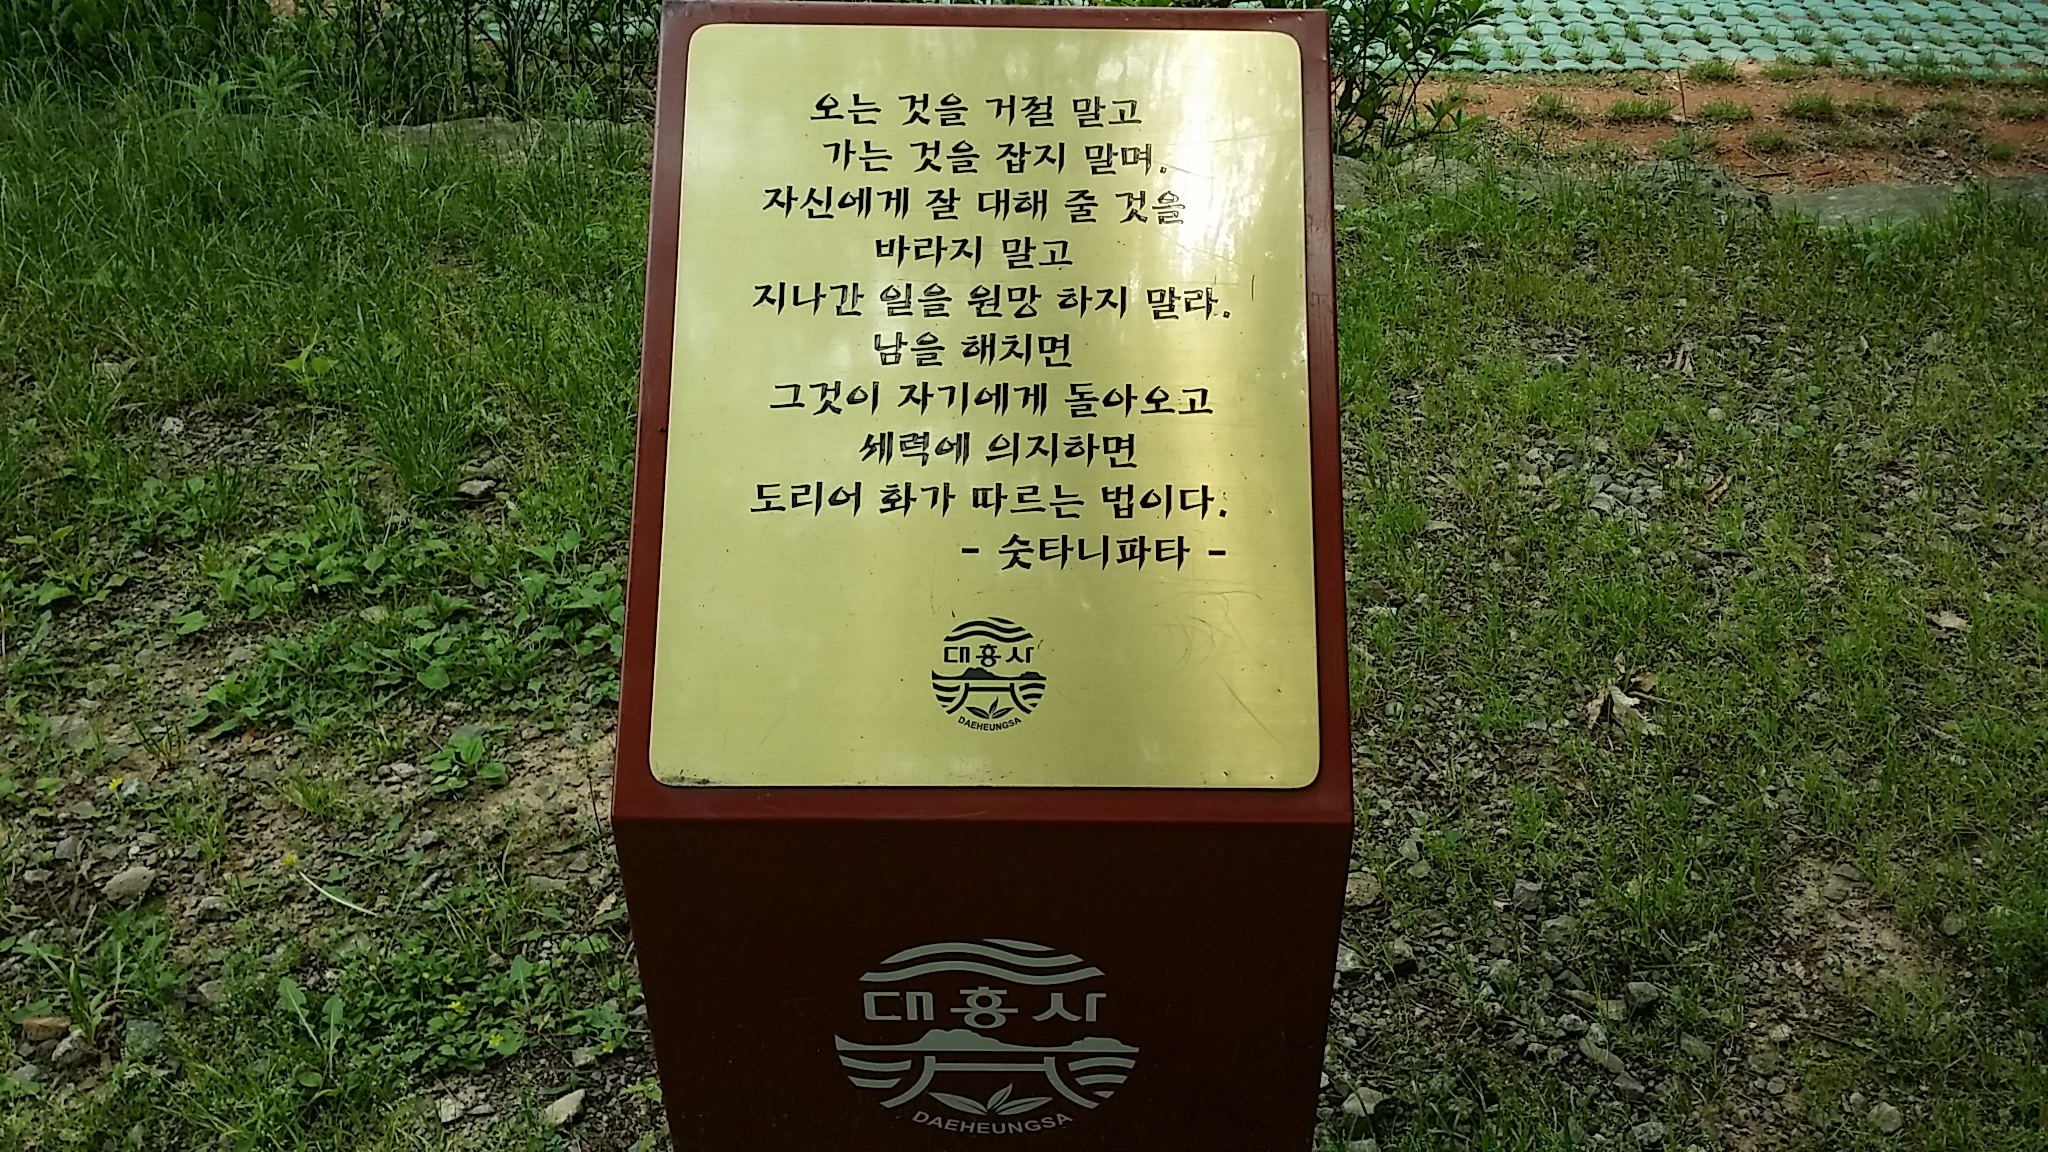 오는 것을 거절 말고
가는 것을 잡지 말며.
자신에게 잘 대해 줄 것을
바라지 말고
지나간 일을 원망 하지 말라.
남을 해치면
그것이 자기에게 돌아오고
세력에 의지하면
도리어 화가 따르는 법이다.
- 숫타니파타 -
대흥사
DAEHEUNGSA
대흥사
DAEHEUNGSA